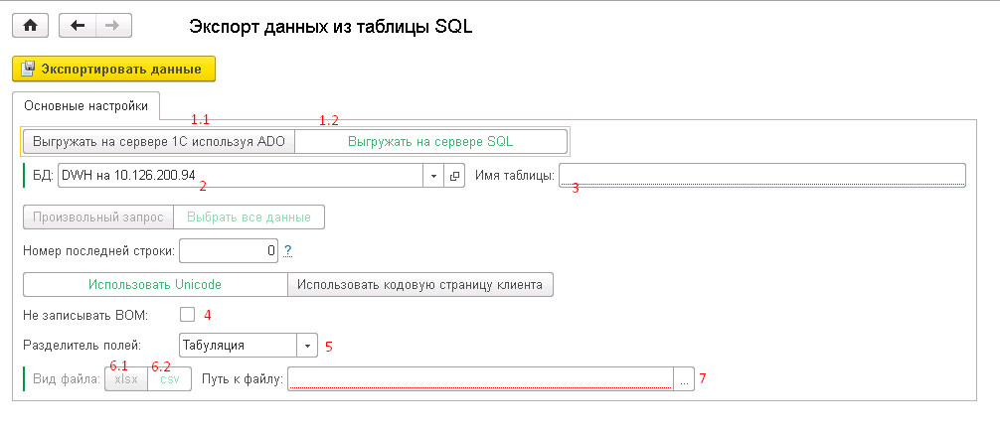 Экспорт данных из таблицы SQL
Экспортировать данные
Основные настройки
1.1 1.2
Выгружать на сервере 1С используя ADO Выгружать на сервере SQL
БД: DWH на 10.126.200.94 Имя таблицы:
2 3
Произвольный запрос Выбрать все данные
Номер последней строки: 0 ?
Использовать Unicode Использовать кодовую страницу клиента
Не записывать BOM: 4
Разделитель полей: Табуляция 5
6.1 6.2
Вид файла: xlsx csv Путь к файлу: ... 7